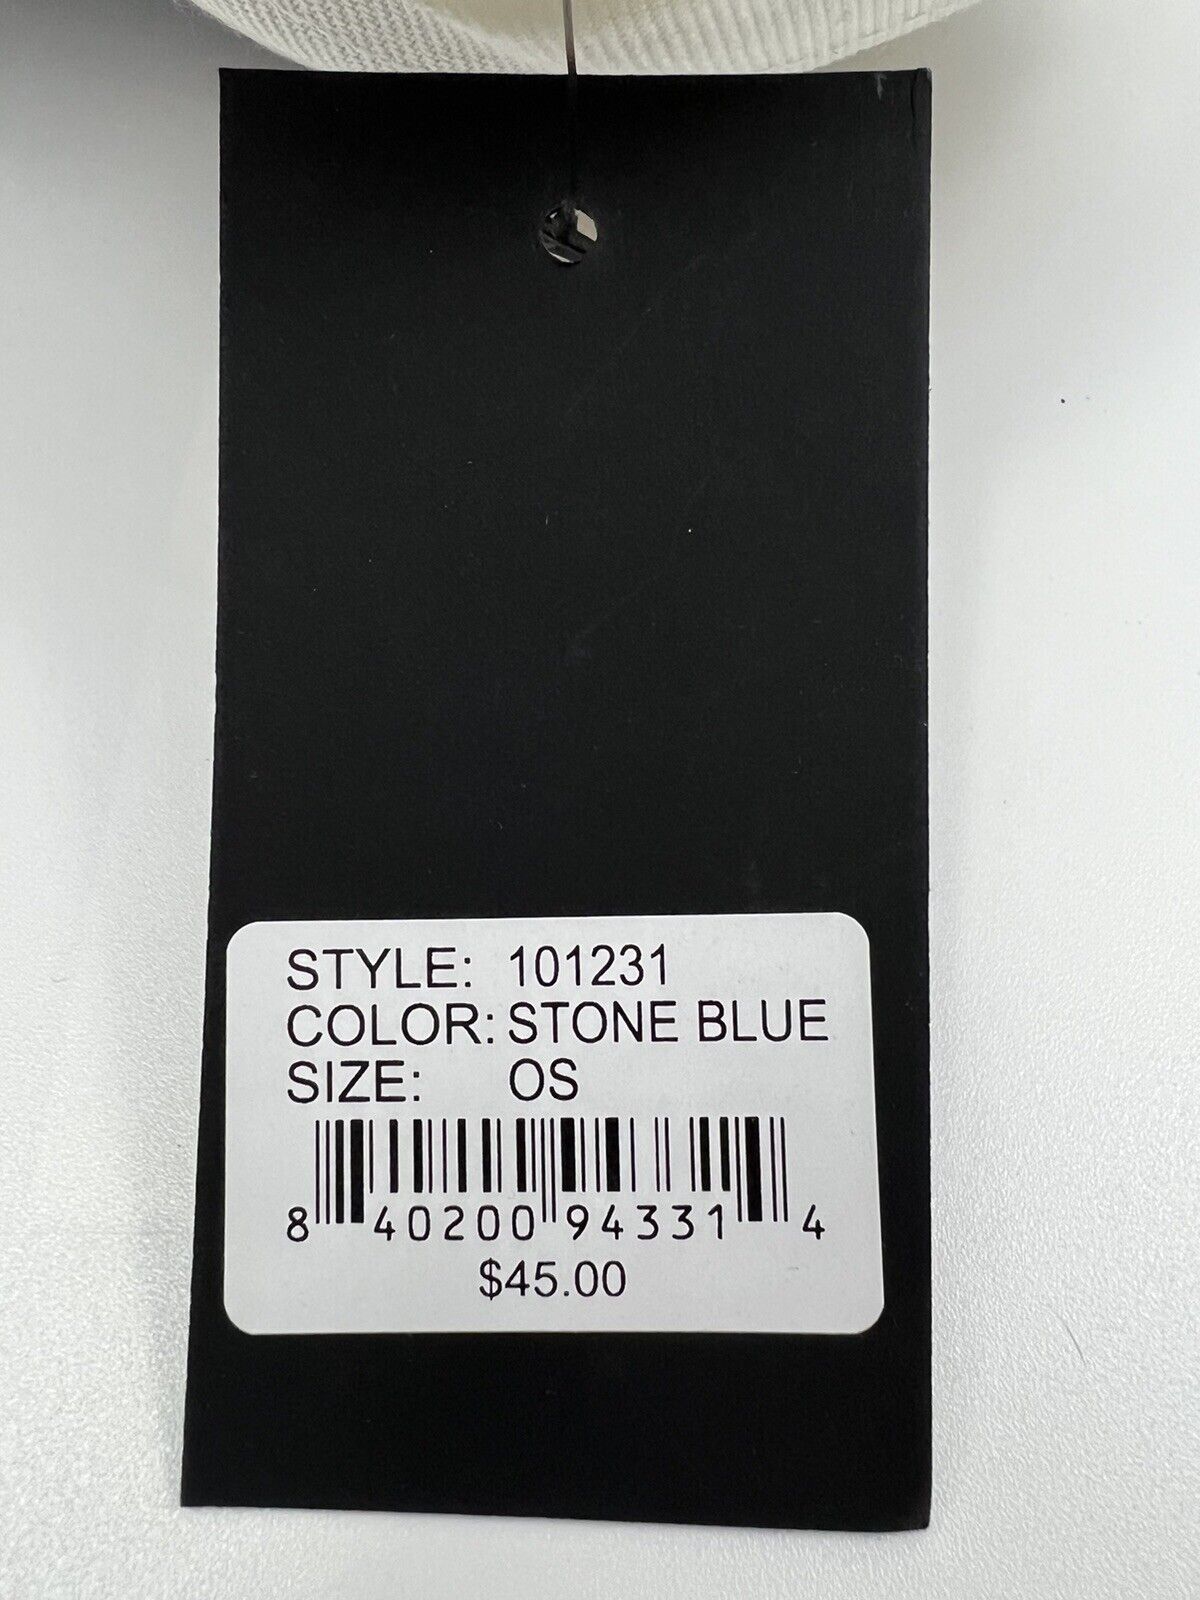 STYLE: 101231
COLOR: STONE BLUE
SIZE: OS
8 40200 94331 4
$45.00